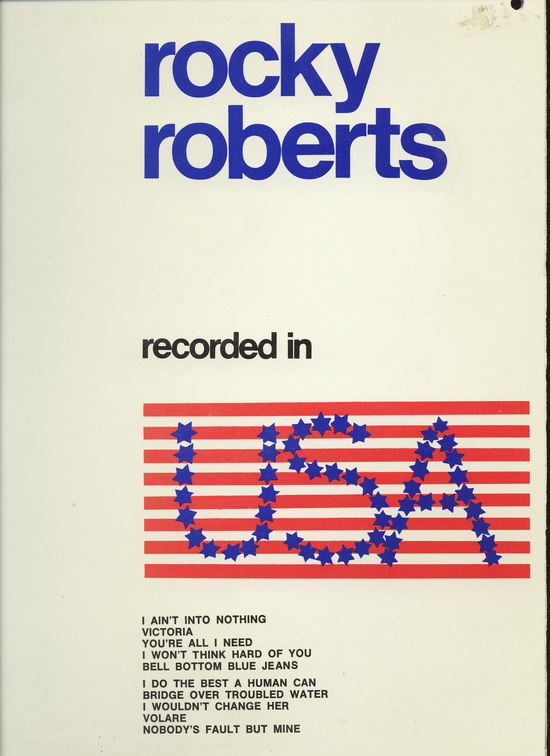 rocky
roberts
recorded in
USA
I AIN'T INTO NOTHING
VICTORIA
YOU'RE ALL I NEED
I WON'T THINK HARD OF YOU
BELL BOTTOM BLUE JEANS
I DO THE BEST A HUMAN CAN
BRIDGE OVER TROUBLED WATER
I WOULDN'T CHANGE HER
VOLARE
NOBODY'S FAULT BUT MINE